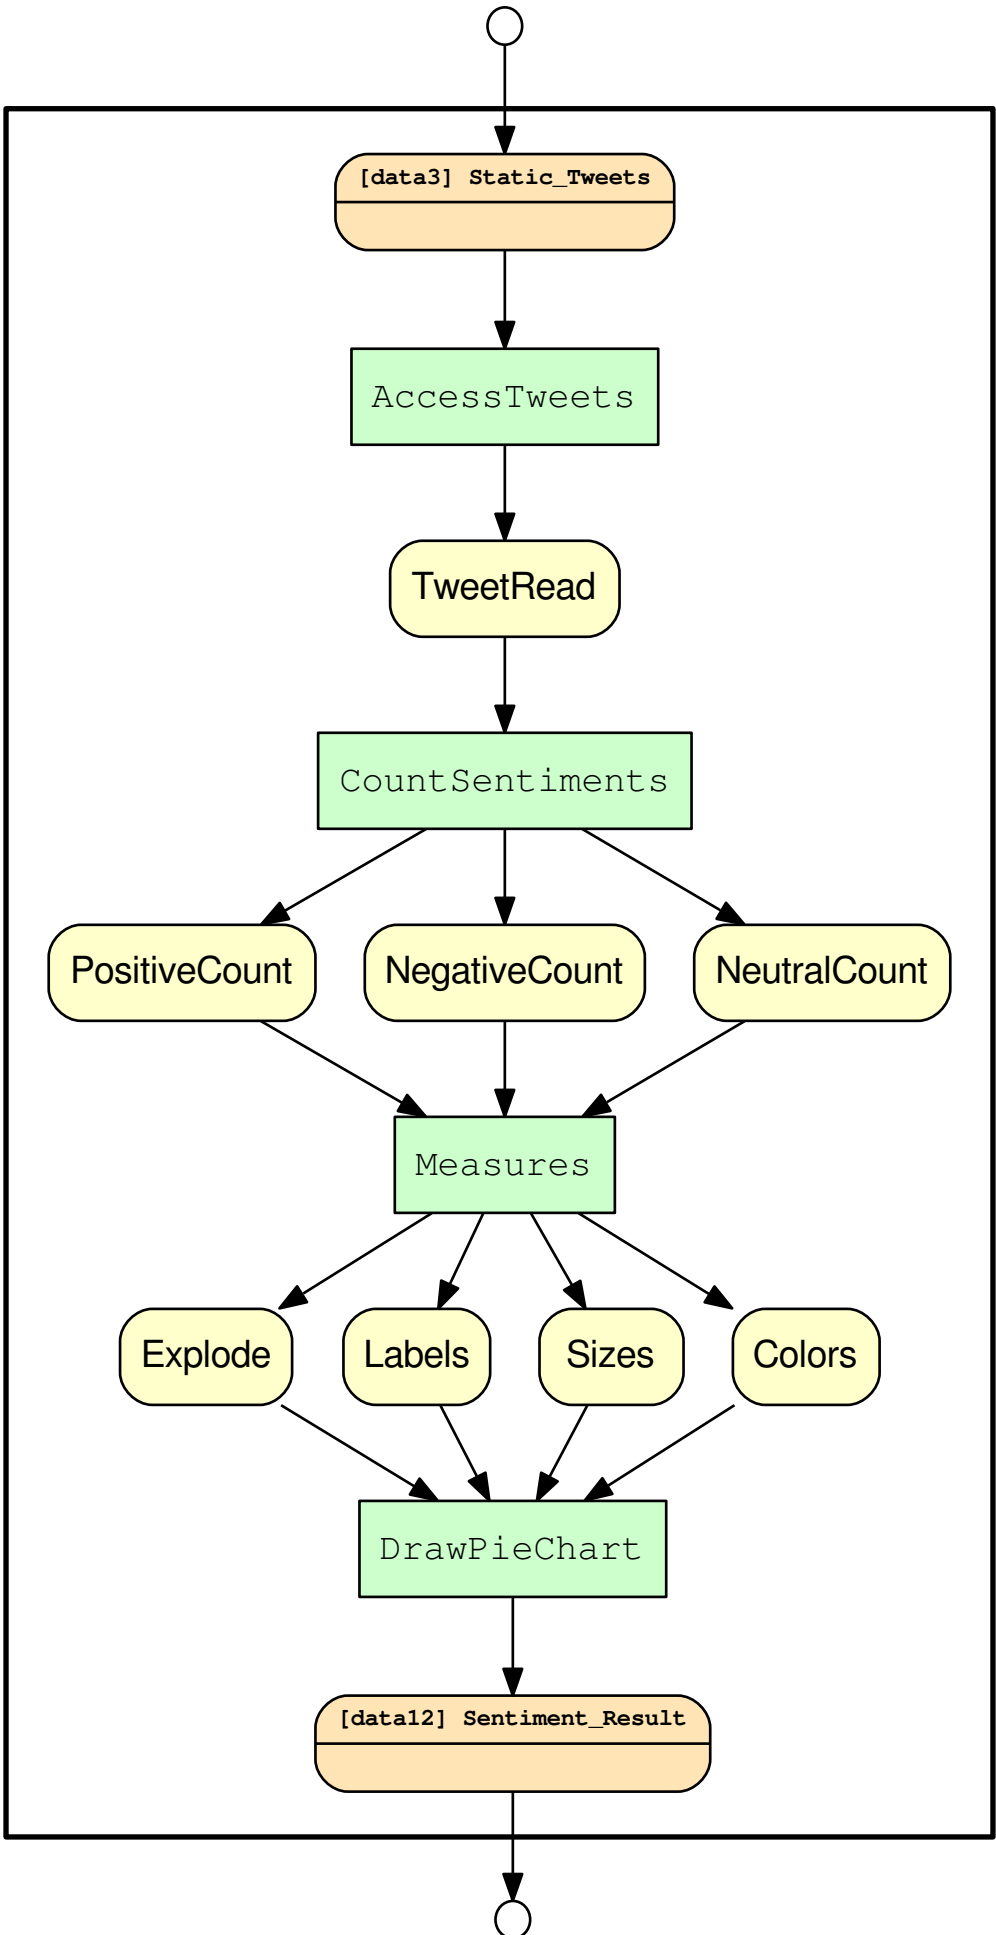 [data3] Static_Tweets
AccessTweets
TweetRead
CountSentiments
PositiveCount
NegativeCount
NeutralCount
Measures
Explode
Labels
Sizes
Colors
DrawPieChart
[data12] Sentiment_Result